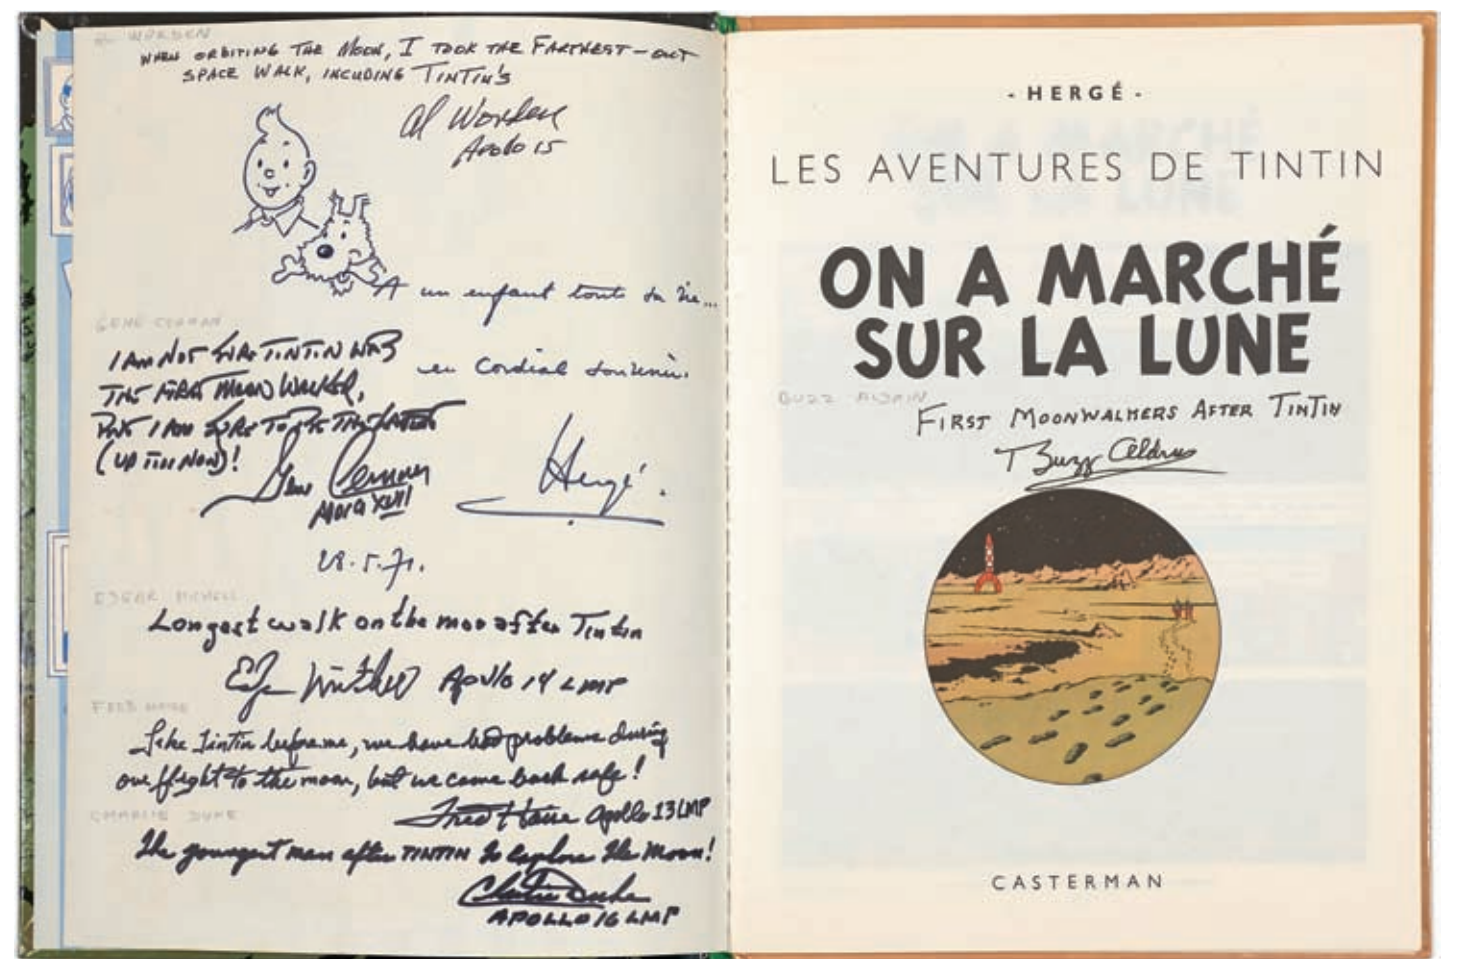 AL WORDEN
WHEN ORBITING THE MOON, I TOOK THE FARTHEST-OUT
SPACE WALK, INCLUDING TINTIN'S
Al Worden
Apollo 15
A un enfant toute sa vie...
en cordial souvenir.
Hergé.
GENE CERNAN
I AM NOT SURE TINTIN WAS
THE FIRST MOON WALKER,
BUT I AM SURE TO BE THE LATEST
(UP TILL NOW)!
Gene Cernan
Apollo XVII
28.5.71.
EDGAR MICHELL
Longest walk on the moon after Tintin
Edgar Mitchell Apollo 14 LMP
FRED HAISE
Like Tintin before me, we have had problems during
our flight to the moon, but we came back safe!
Fred Haise Apollo 13 LMP
CHARLIE DUKE
The youngest man after TINTIN to explore the Moon!
Charlie Duke
APOLLO 16 LMP
- HERGÉ -
LES AVENTURES DE TINTIN
ON A MARCHÉ
SUR LA LUNE
BUZZ ALDRIN
FIRST MOONWALKERS AFTER TINTIN
Buzz Aldrin
CASTERMAN